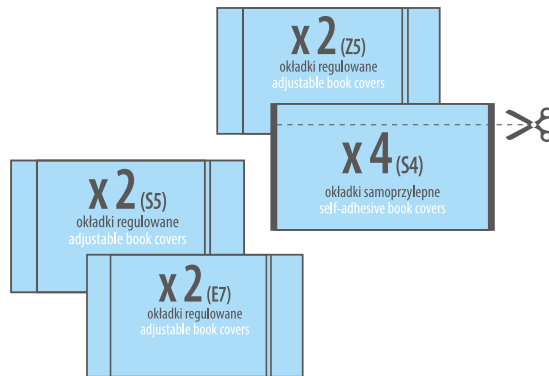 x 2 (Z5)
okładki regulowane
adjustable book covers
x 4 (S4)
okładki samoprzylepne
self-adhesive book covers
x 2 (S5)
okładki regulowane
adjustable book covers
x 2 (E7)
okładki regulowane
adjustable book covers